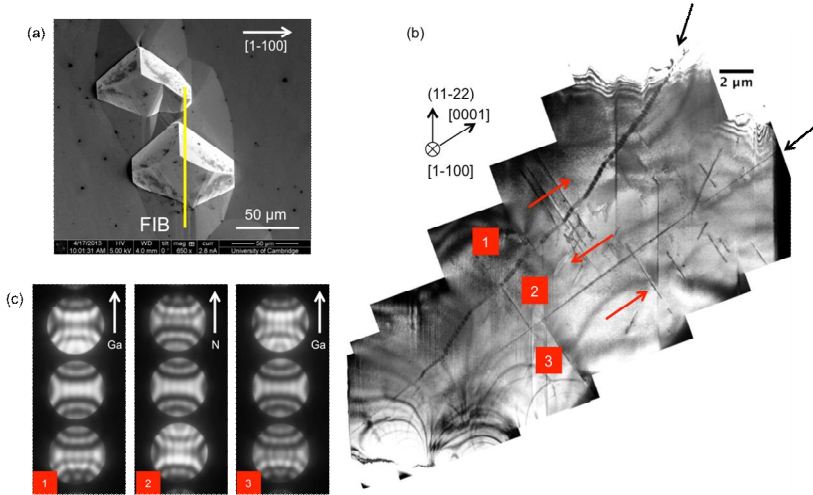 (a)
[1-100]
FIB
50 µm
4/17/2013 HV WD tilt mag curr 50 µm
10:01:31 AM 5.00 kV 4.0 mm 0° 650 x 2.8 nA University of Cambridge
(b)
2 µm
(11-22)
[0001]
[1-100]
1
2
3
(c)
Ga
N
Ga
1
2
3